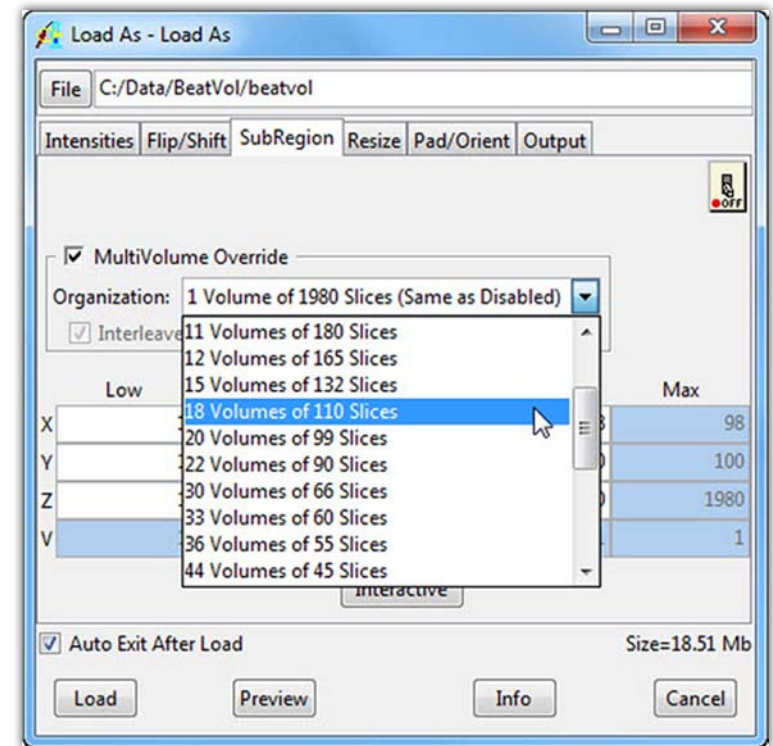 Load As - Load As
File C:/Data/BeatVol/beatvol
Intensities Flip/Shift SubRegion Resize Pad/Orient Output
OFF
MultiVolume Override
Organization: 1 Volume of 1980 Slices (Same as Disabled)
Interleave
11 Volumes of 180 Slices
12 Volumes of 165 Slices
15 Volumes of 132 Slices
18 Volumes of 110 Slices
20 Volumes of 99 Slices
22 Volumes of 90 Slices
30 Volumes of 66 Slices
33 Volumes of 60 Slices
36 Volumes of 55 Slices
44 Volumes of 45 Slices
Low Max
X 98
Y 100
Z 1980
V 1
Interactive
Auto Exit After Load Size=18.51 Mb
Load Preview Info Cancel